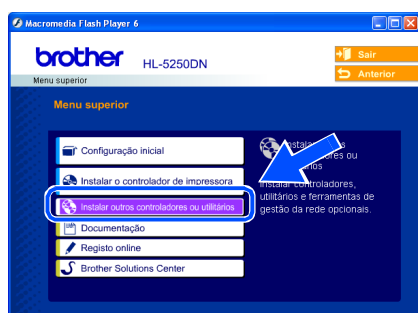 Macromedia Flash Player 6
brother HL-5250DN
Sair
Anterior
Menu superior
Menu superior
Configuração inicial
Instalar o controlador de impressora
Instalar outros controladores ou utilitários
Documentação
Registo online
Brother Solutions Center
Instalar controladores,
utilitários e ferramentas de
gestão da rede opcionais.